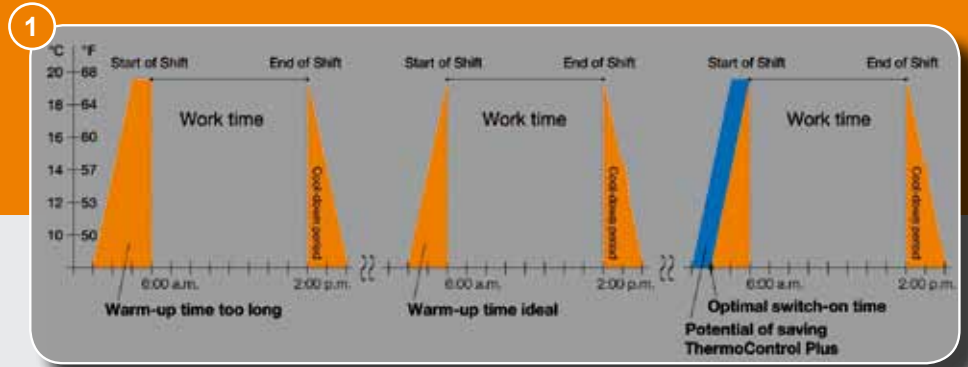 1
°C °F
20 68
18 64
16 60
14 57
12 53
10 50
Start of Shift End of Shift
Work time
Cool-down period
6:00 a.m. 2:00 p.m.
Warm-up time too long
Start of Shift End of Shift
Work time
Cool-down period
6:00 a.m. 2:00 p.m.
Warm-up time ideal
Start of Shift End of Shift
Work time
Cool-down period
6:00 a.m. 2:00 p.m.
Optimal switch-on time
Potential of saving
ThermoControl Plus